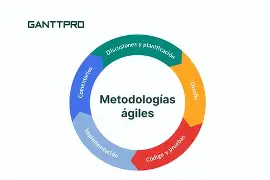 GANTTPRO
Discusiones y planificación
Diseño
Código y pruebas
Implementación
Comentarios
Metodologías
ágiles